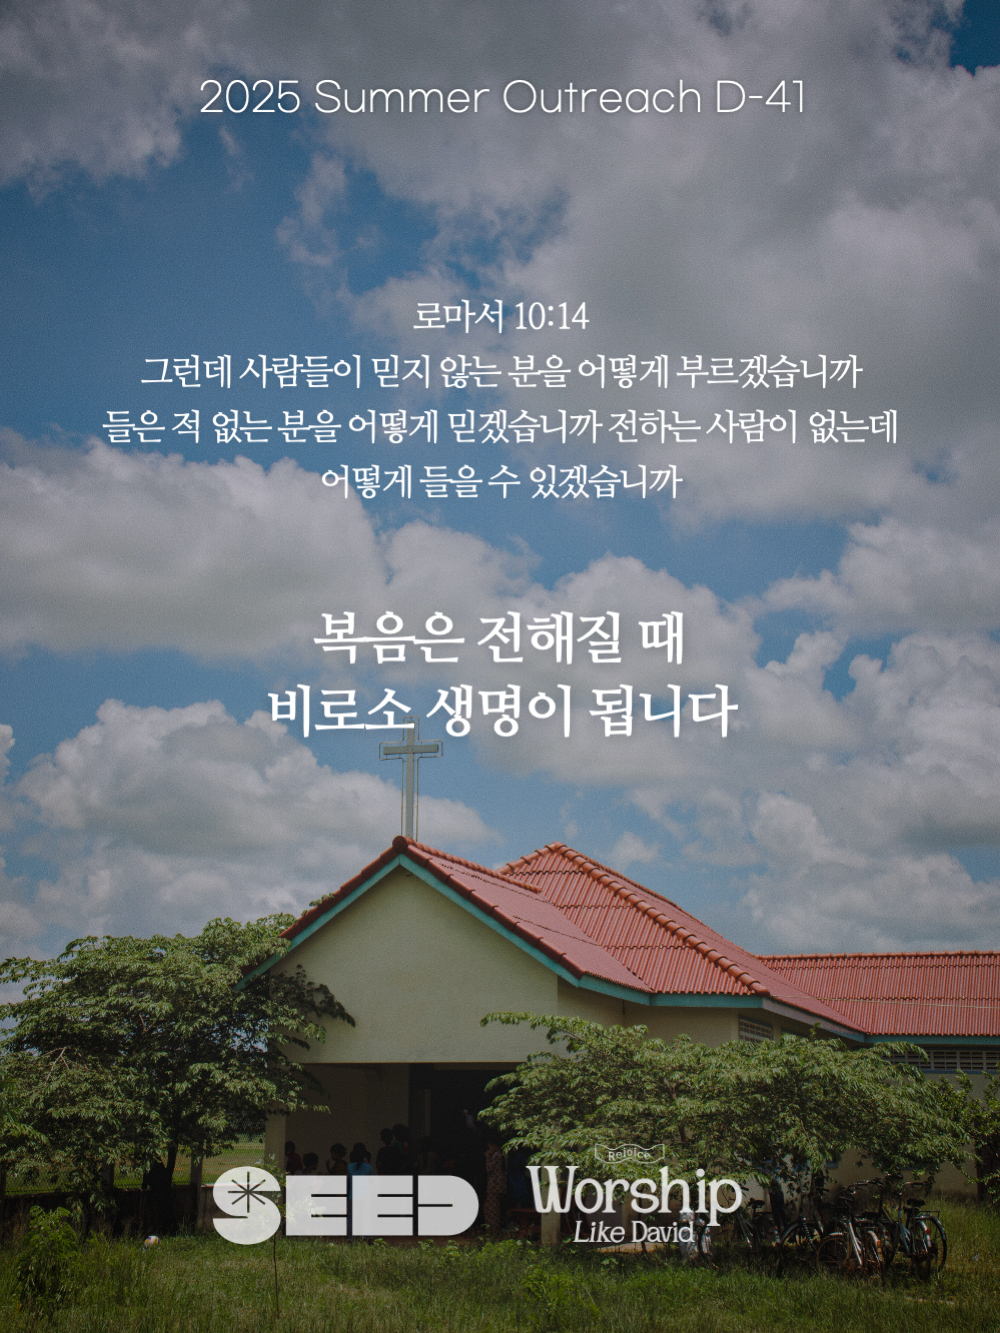 2025 Summer Outreach D-41
로마서 10:14
그런데 사람들이 믿지 않는 분을 어떻게 부르겠습니까
들은 적 없는 분을 어떻게 믿겠습니까 전하는 사람이 없는데
어떻게 들을 수 있겠습니까
복음은 전해질 때
비로소 생명이 됩니다
SEED
Rejoice
Worship
Like David